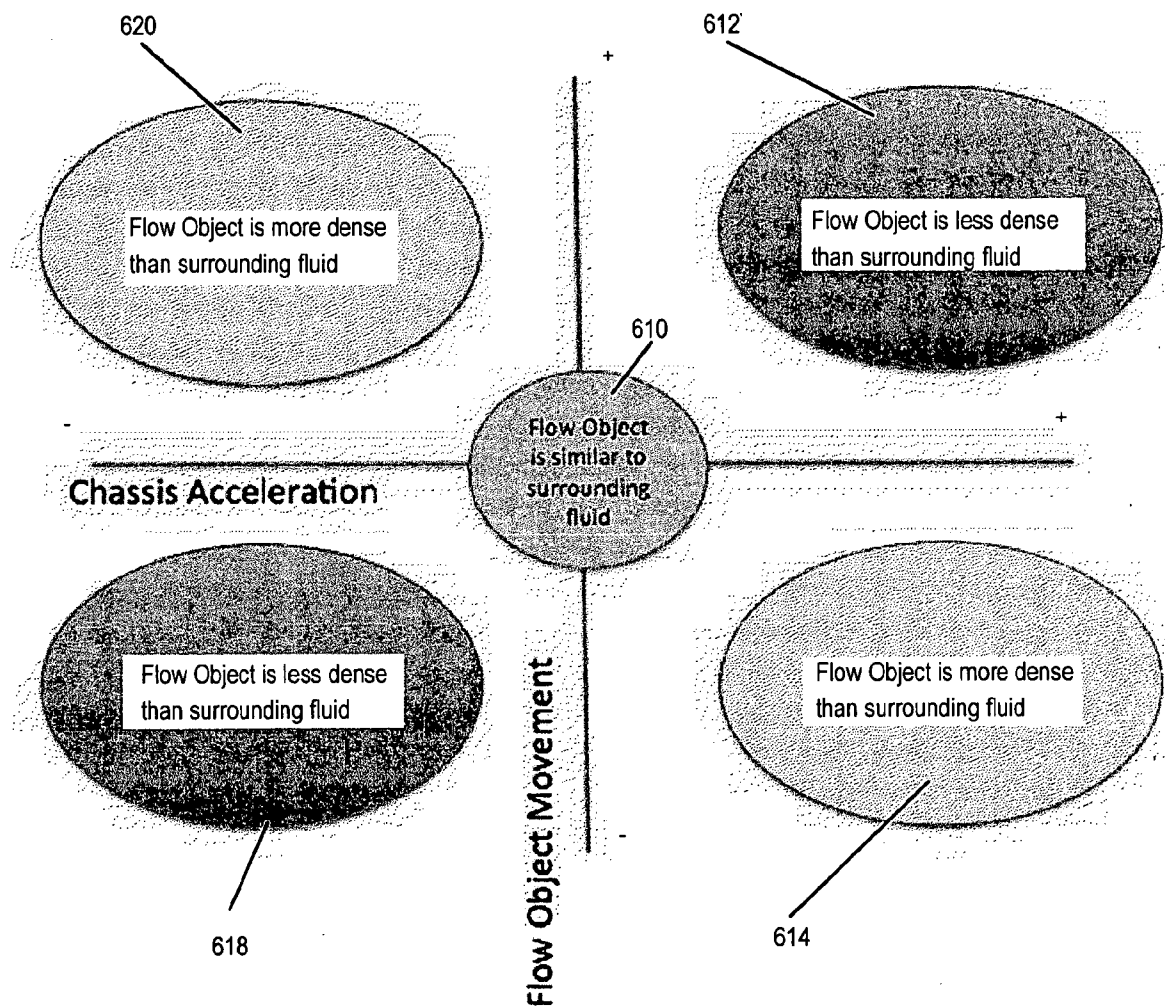 620
612
+
Flow Object is more dense
than surrounding fluid
Flow Object is less dense
than surrounding fluid
610
Flow Object
is similar to
surrounding
fluid
-
+
Chassis Acceleration
Flow Object is less dense
than surrounding fluid
Flow Object is more dense
than surrounding fluid
Flow Object Movement
-
618
614